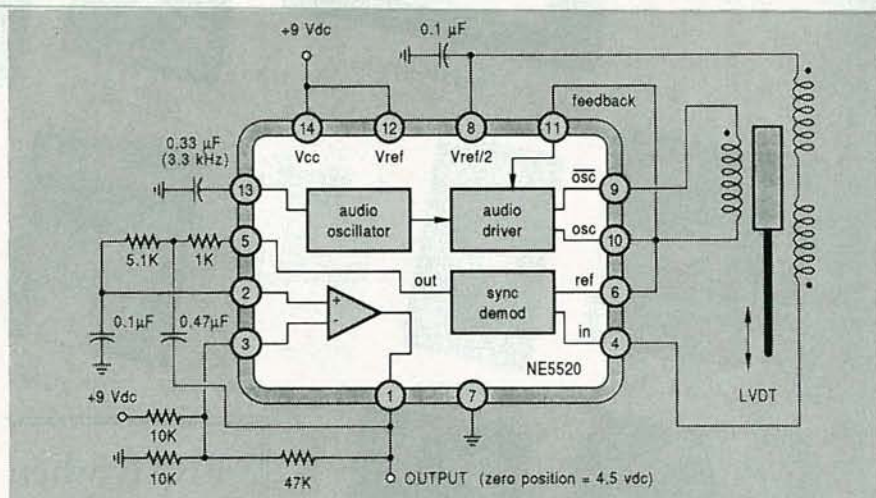 +9 Vdc
0.1 µF
feedback
14
12
8
11
0.33 µF
(3.3 kHz)
Vcc
Vref
Vref/2
13
osc
9
audio
oscillator
audio
driver
5.1K
1K
5
osc
10
out
ref
6
2
sync
demod
+
-
in
4
0.1µF
0.47µF
3
NE5520
LVDT
+9 Vdc
1
7
10K
10K
47K
OUTPUT (zero position = 4.5 vdc)